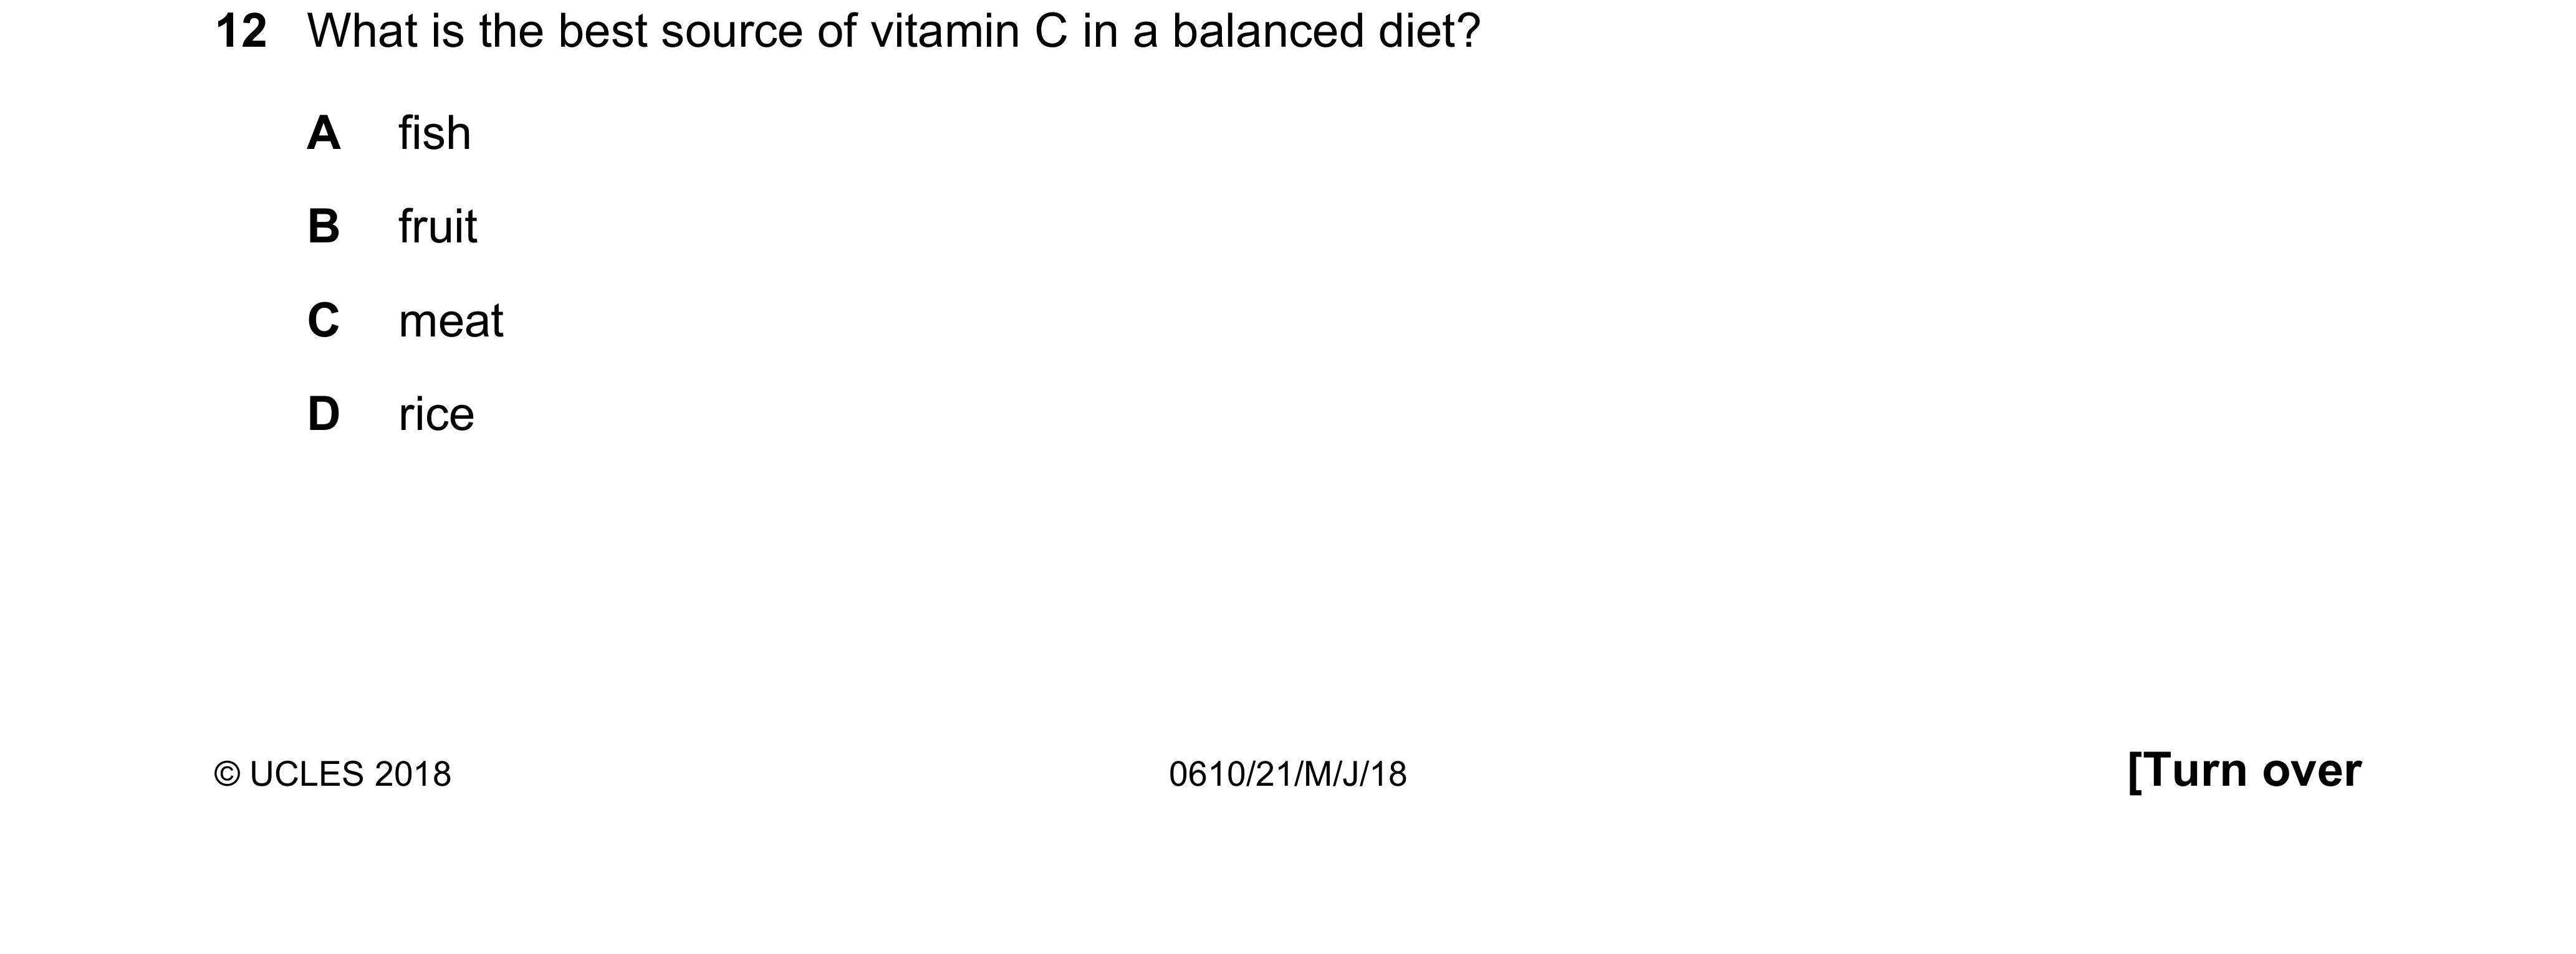 12 What is the best source of vitamin C in a balanced diet?
A fish
B fruit
C meat
D rice
© UCLES 2018 0610/21/M/J/18 [Turn over